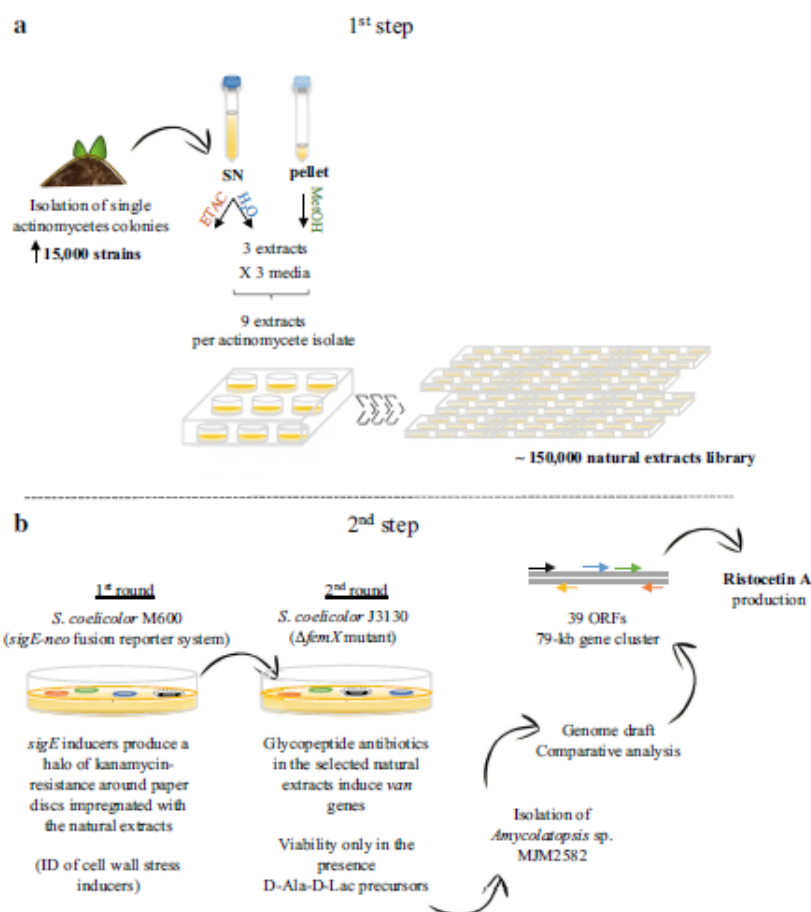 a
1st step
SN
pellet
ETAC
H2O
MetOH
Isolation of single
actinomycetes colonies
15,000 strains
3 extracts
X 3 media
9 extracts
per actinomycete isolate
~ 150,000 natural extracts library
b
2nd step
1st round
S. coelicolor M600
(sigE-neo fusion reporter system)
sigE inducers produce a
halo of kanamycin-
resistance around paper
discs impregnated with
the natural extracts
(ID of cell wall stress
inducers)
2nd round
S. coelicolor J3130
(ΔfemX mutant)
Glycopeptide antibiotics
in the selected natural
extracts induce van
genes
Viability only in the
presence
D-Ala-D-Lac precursors
Isolation of
Amycolatopsis sp.
MJM2582
Genome draft
Comparative analysis
39 ORFs
79-kb gene cluster
Ristocetin A
production